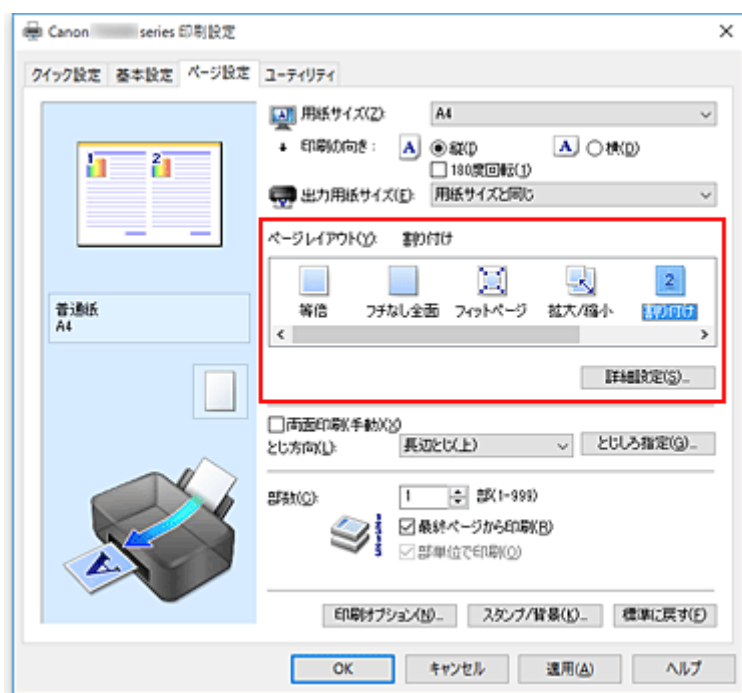 Canon series 印刷設定
クイック設定 基本設定 ページ設定 ユーティリティ
用紙サイズ(Z): A4
印刷の向き: A 縦(I) A 横(D)
180度回転(1)
出力用紙サイズ(E): 用紙サイズと同じ
1 2
ページレイアウト(Y): 割り付け
2
等倍 フチなし全面 フィットページ 拡大/縮小 割り付け
普通紙
A4
詳細設定(S)...
両面印刷(手動)(X)
とじ方向(L): 長辺とじ(上) とじしろ指定(G)...
部数(C): 1 部(1-999)
最終ページから印刷(R)
部単位で印刷(O)
A
印刷オプション(N)... スタンプ/背景(K)... 標準に戻す(F)
OK キャンセル 適用(A) ヘルプ